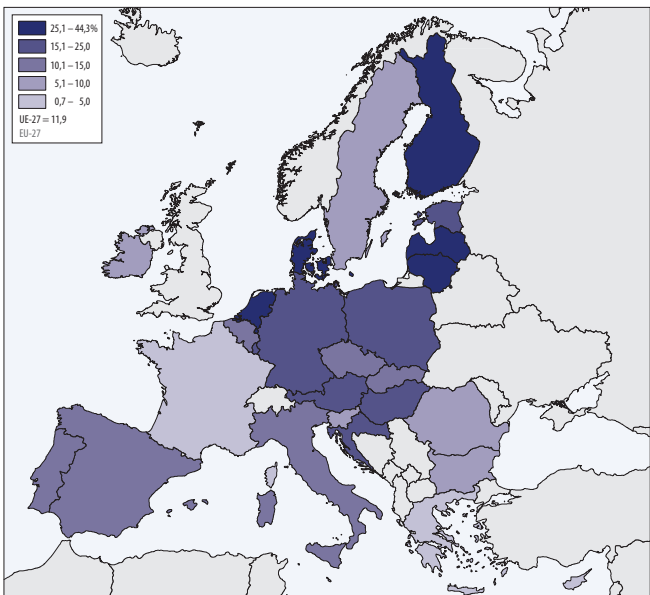 25,1 – 44,3%
15,1 – 25,0
10,1 – 15,0
5,1 – 10,0
0,7 – 5,0
UE-27 = 11,9
EU-27